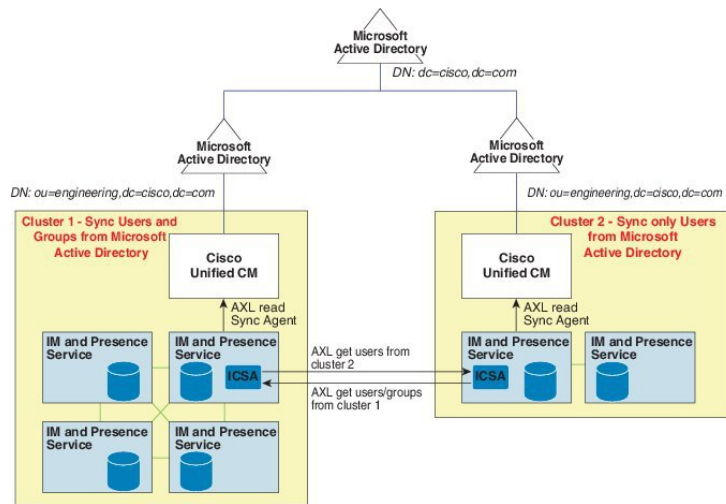 Microsoft
Active Directory
DN: dc=cisco,dc=com
Microsoft
Active Directory
Microsoft
Active Directory
DN: ou=engineering,dc=cisco,dc=com
DN: ou=engineering,dc=cisco,dc=com
Cluster 1 - Sync Users and
Groups from Microsoft
Active Directory
Cisco
Unified CM
AXL read
Sync Agent
IM and Presence
Service
IM and Presence
Service
ICSA
IM and Presence
Service
IM and Presence
Service
AXL get users from
cluster 2
AXL get users/groups
from cluster 1
Cluster 2 - Sync only Users
from Microsoft
Active Directory
Cisco
Unified CM
AXL read
Sync Agent
IM and Presence
Service
ICSA
IM and Presence
Service